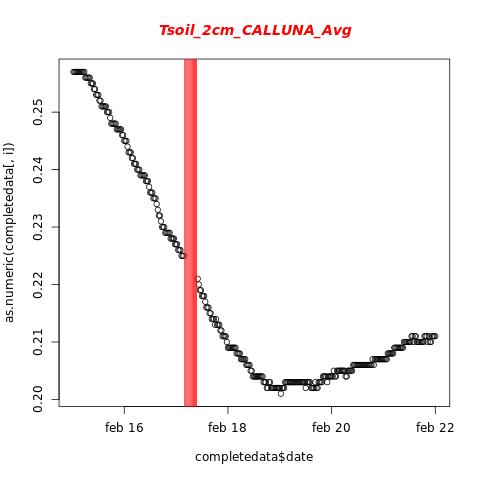 Tsoil_2cm_CALLUNA_Avg
as.numeric(completedata[, i])
0.25
0.24
0.23
0.22
0.21
0.20
feb 16
feb 18
feb 20
feb 22
completedata$date